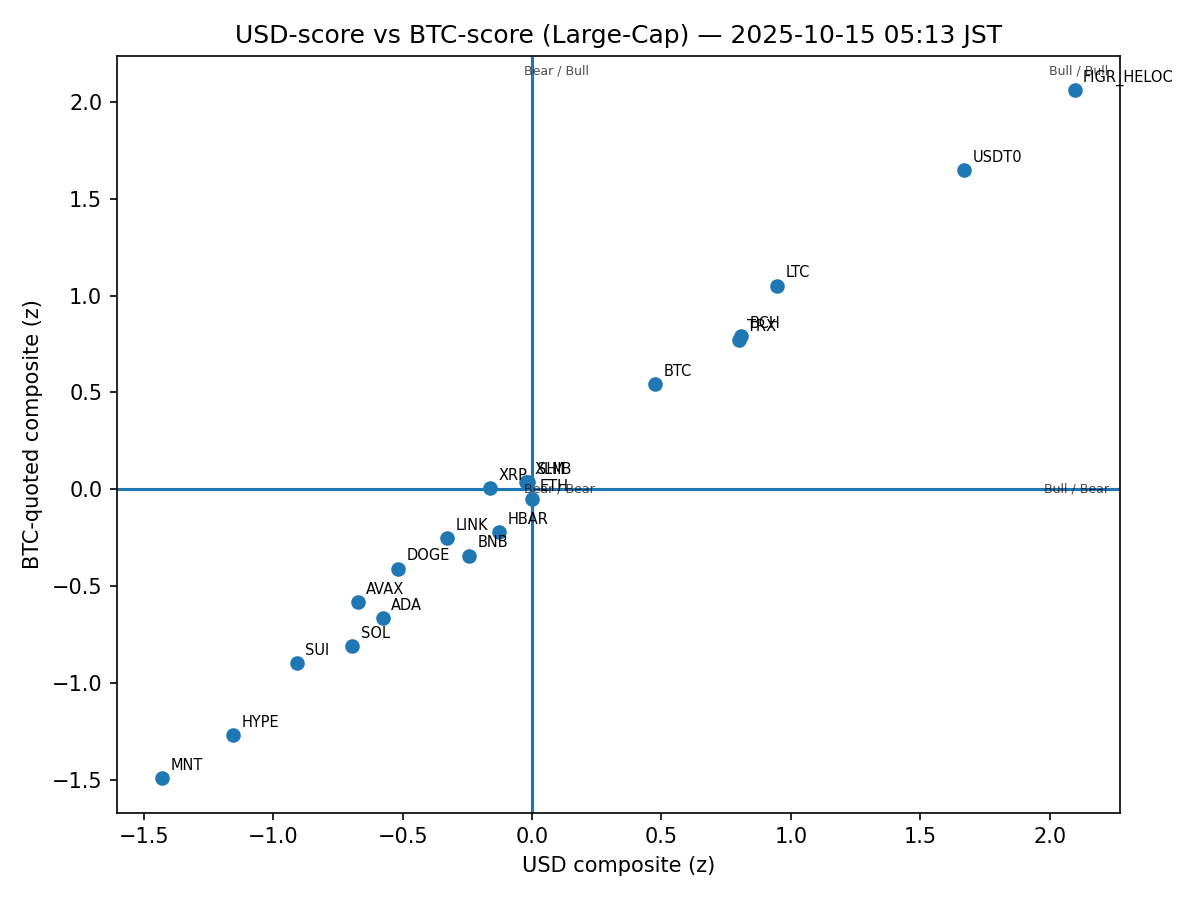 USD-score vs BTC-score (Large-Cap) — 2025-10-15 05:13 JST
Bear / Bull
Bull / Bull
FIGR_HELOC
USDT0
LTC
BCH
TRX
BTC
XLM
SHIB
XRP
ETH
Bear / Bear
Bull / Bear
HBAR
LINK
BNB
DOGE
AVAX
ADA
SOL
SUI
HYPE
MNT
2.0
1.5
1.0
0.5
0.0
−0.5
−1.0
−1.5
BTC-quoted composite (z)
−1.5
−1.0
−0.5
0.0
0.5
1.0
1.5
2.0
USD composite (z)